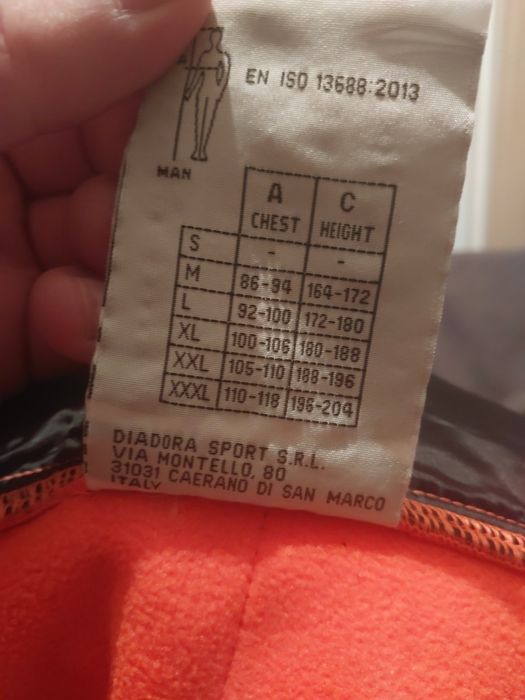 EN ISO 13688:2013
MAN
A C
CHEST HEIGHT
S - -
M 86-94 164-172
L 92-100 172-180
XL 100-106 180-188
XXL 105-110 188-196
XXXL 110-118 196-204
DIADORA SPORT S.R.L.
VIA MONTELLO, 80
31031 CAERANO DI SAN MARCO
ITALY